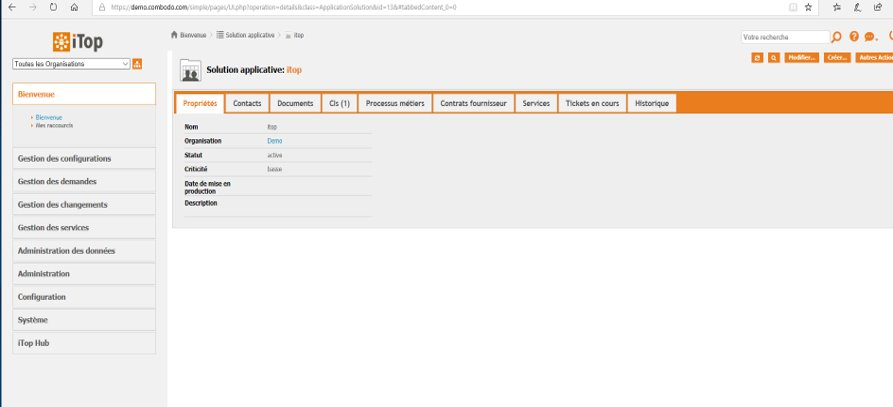 https://demo.combodo.com/simple/pages/UI.php?operation=details&class=ApplicationSolution&id=13&#tabbedContent_0=0
iTop
Bienvenue > Solution applicative > itop
Votre recherche
Toutes les Organisations
Modifier... Créer... Autres Action
Solution applicative: itop
Bienvenue
Bienvenue
Mes raccourcis
Gestion des configurations
Gestion des demandes
Gestion des changements
Gestion des services
Administration des données
Administration
Configuration
Système
iTop Hub
Propriétés Contacts Documents CIs (1) Processus métiers Contrats fournisseur Services Tickets en cours Historique
Nom itop
Organisation Demo
Statut active
Criticité basse
Date de mise en
production
Description